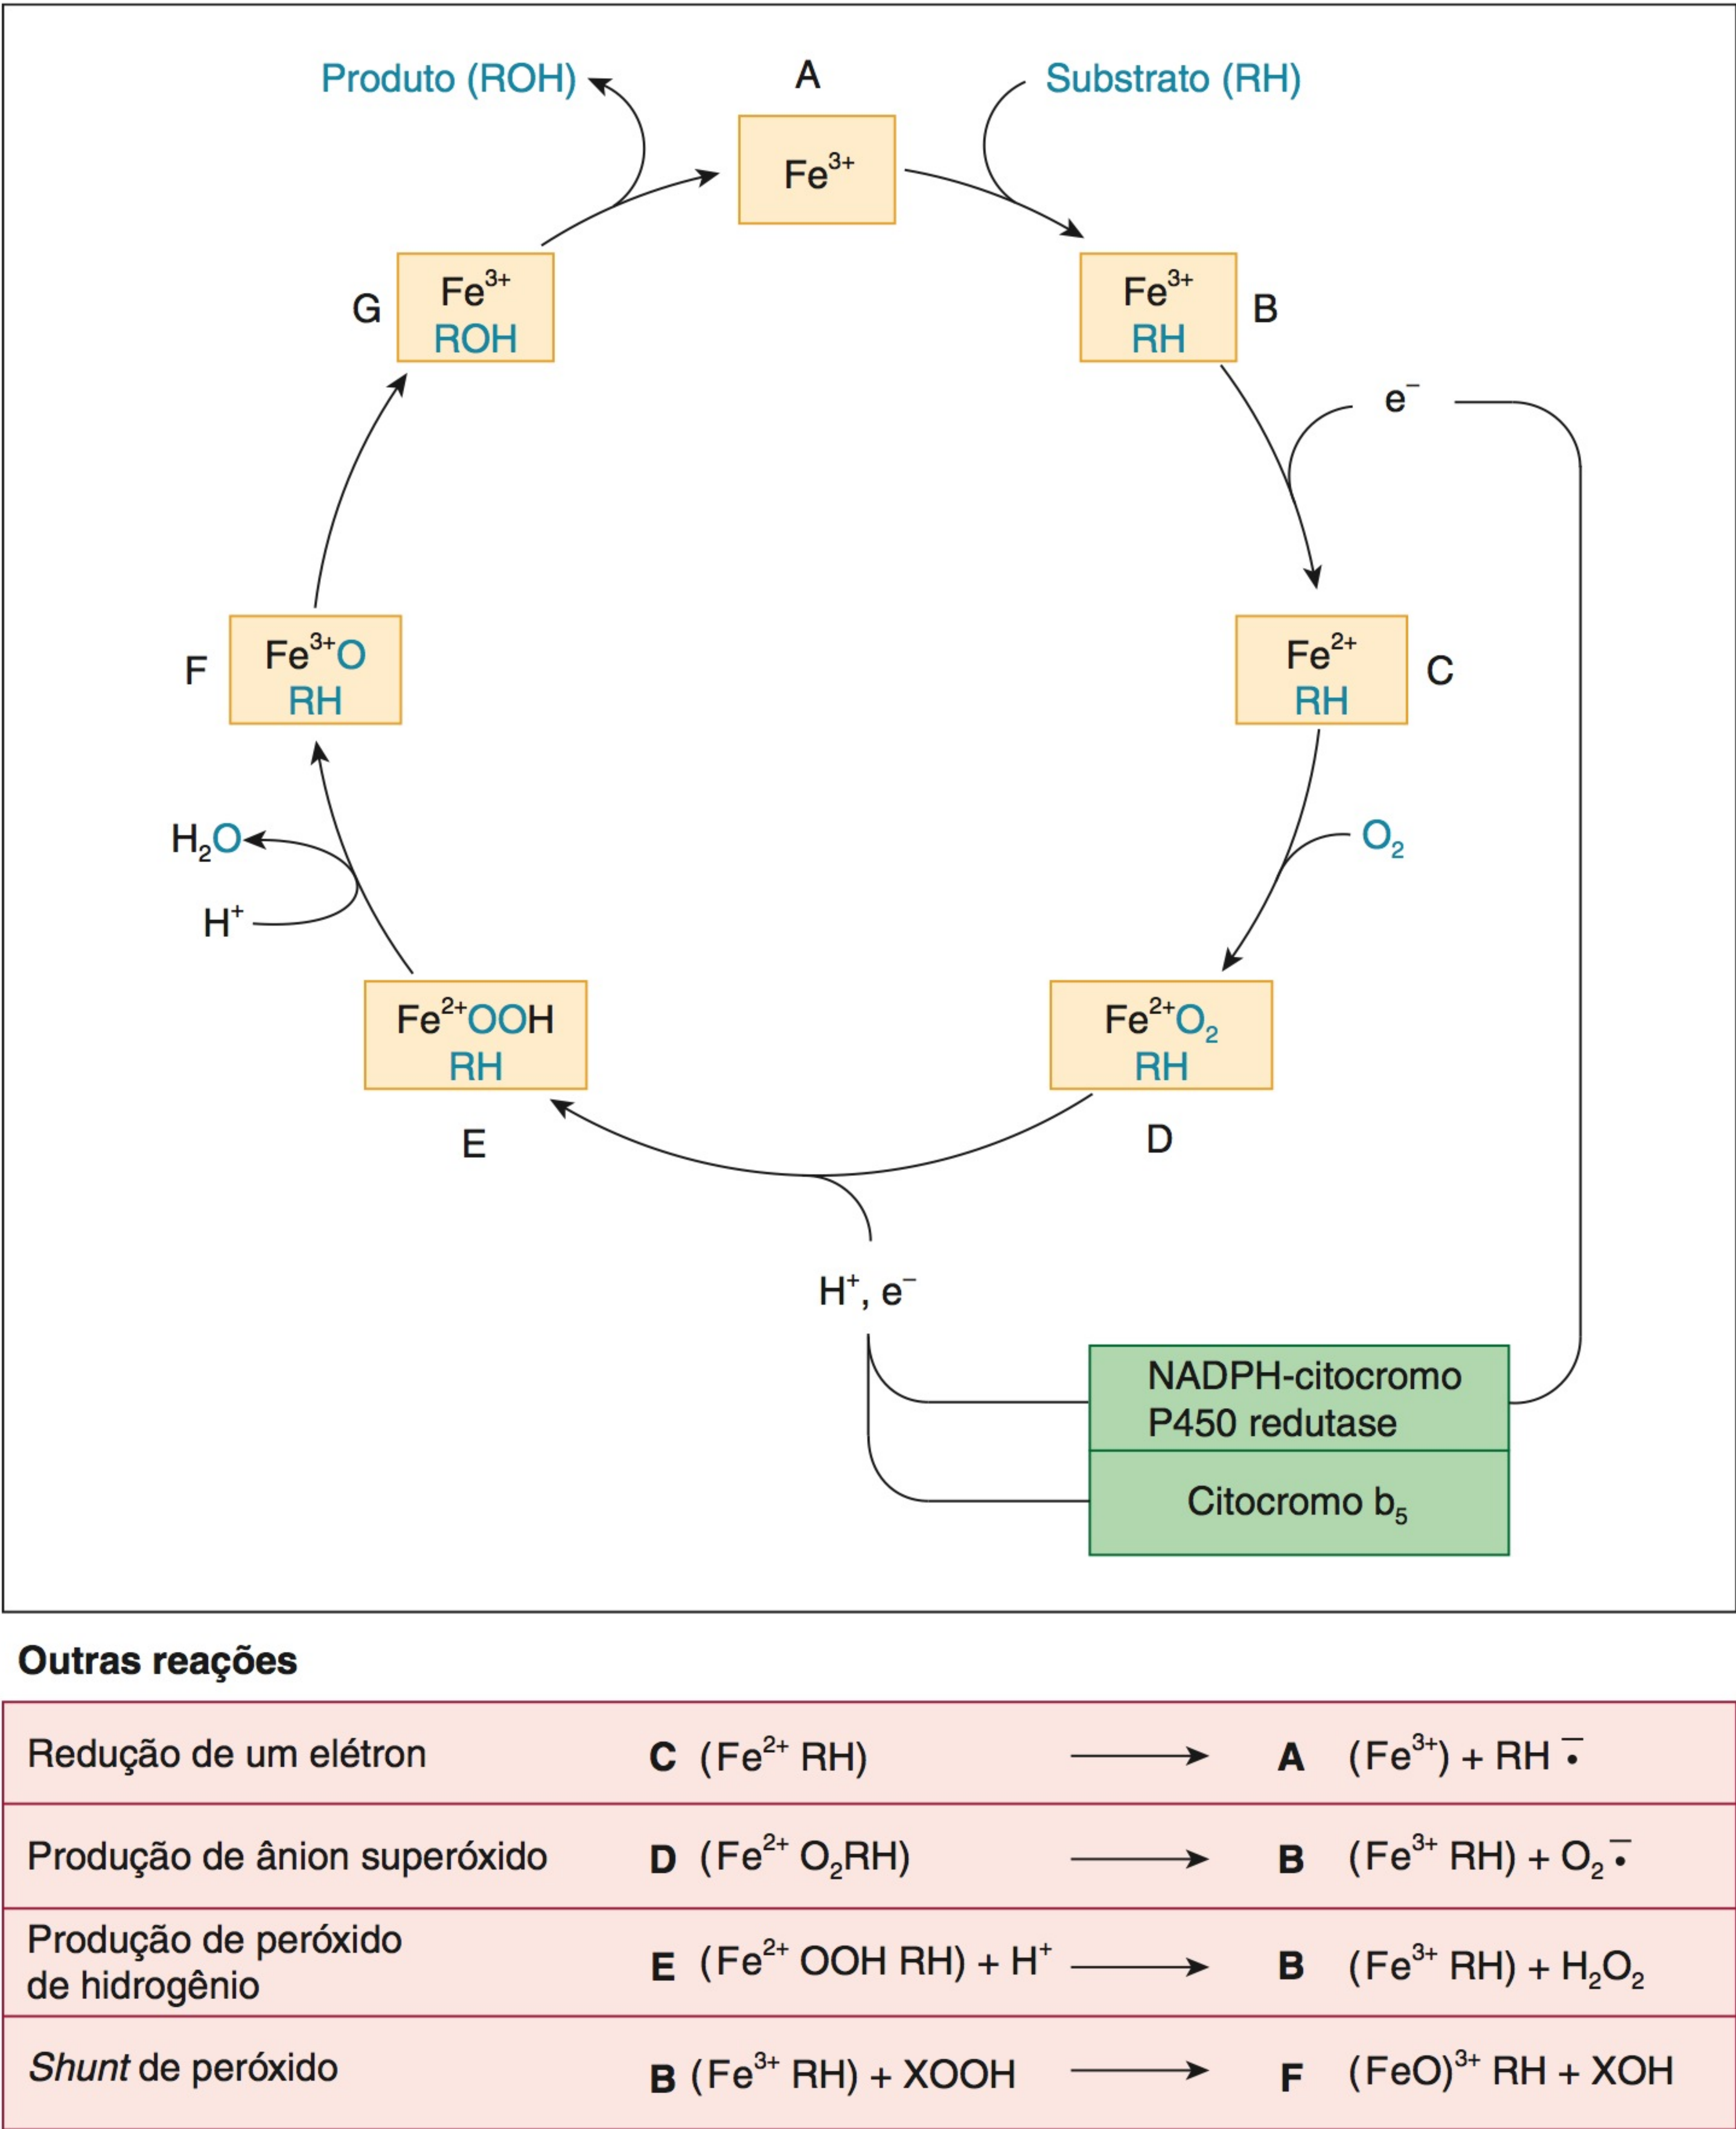 Produto (ROH)
A
Substrato (RH)
Fe³⁺
G
Fe³⁺
ROH
Fe³⁺
RH
B
e⁻
F
Fe³⁺O
RH
Fe²⁺
RH
C
H₂O
H⁺
O₂
Fe²⁺OOH
RH
Fe²⁺O₂
RH
E
D
H⁺, e⁻
NADPH-citocromo
P450 redutase
Citocromo b₅
Outras reações
Redução de um elétron C (Fe²⁺ RH) → A (Fe³⁺) + RH •⁻
Produção de ânion superóxido D (Fe²⁺ O₂RH) → B (Fe³⁺ RH) + O₂ •⁻
Produção de peróxido
de hidrogênio E (Fe²⁺ OOH RH) + H⁺ → B (Fe³⁺ RH) + H₂O₂
Shunt de peróxido B (Fe³⁺ RH) + XOOH → F (FeO)³⁺ RH + XOH